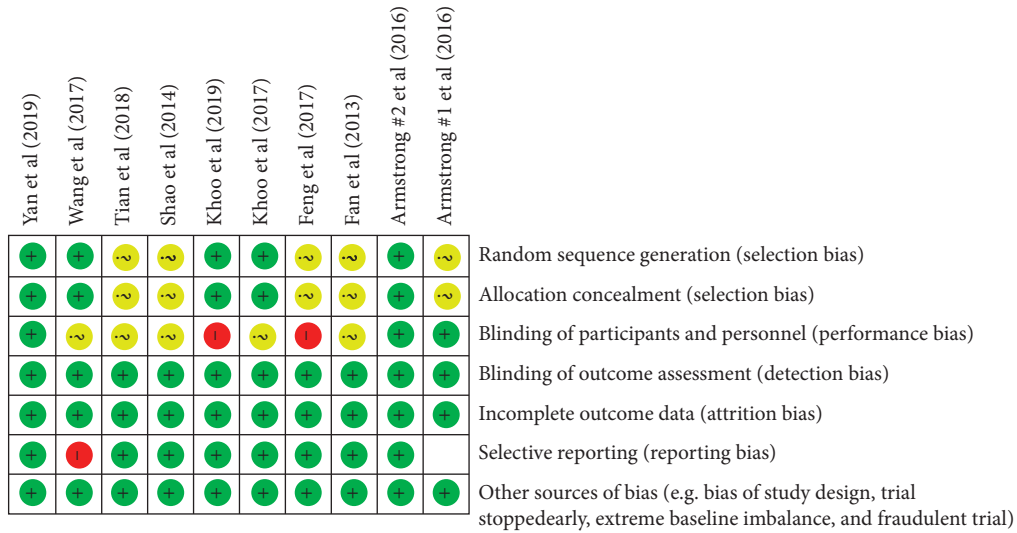 Yan et al (2019)
Wang et al (2017)
Tian et al (2018)
Shao et al (2014)
Khoo et al (2019)
Khoo et al (2017)
Feng et al (2017)
Fan et al (2013)
Armstrong #2 et al (2016)
Armstrong #1 et al (2016)
+ + ? ? + + ? ? + ? Random sequence generation (selection bias)
+ + ? ? + + ? ? + ? Allocation concealment (selection bias)
+ ? ? ? – ? – ? + + Blinding of participants and personnel (performance bias)
+ + + + + + + + + + Blinding of outcome assessment (detection bias)
+ + + + + + + + + + Incomplete outcome data (attrition bias)
+ – + + + + + + + Selective reporting (reporting bias)
+ + + + + + + + + + Other sources of bias (e.g. bias of study design, trial
stoppedearly, extreme baseline imbalance, and fraudulent trial)